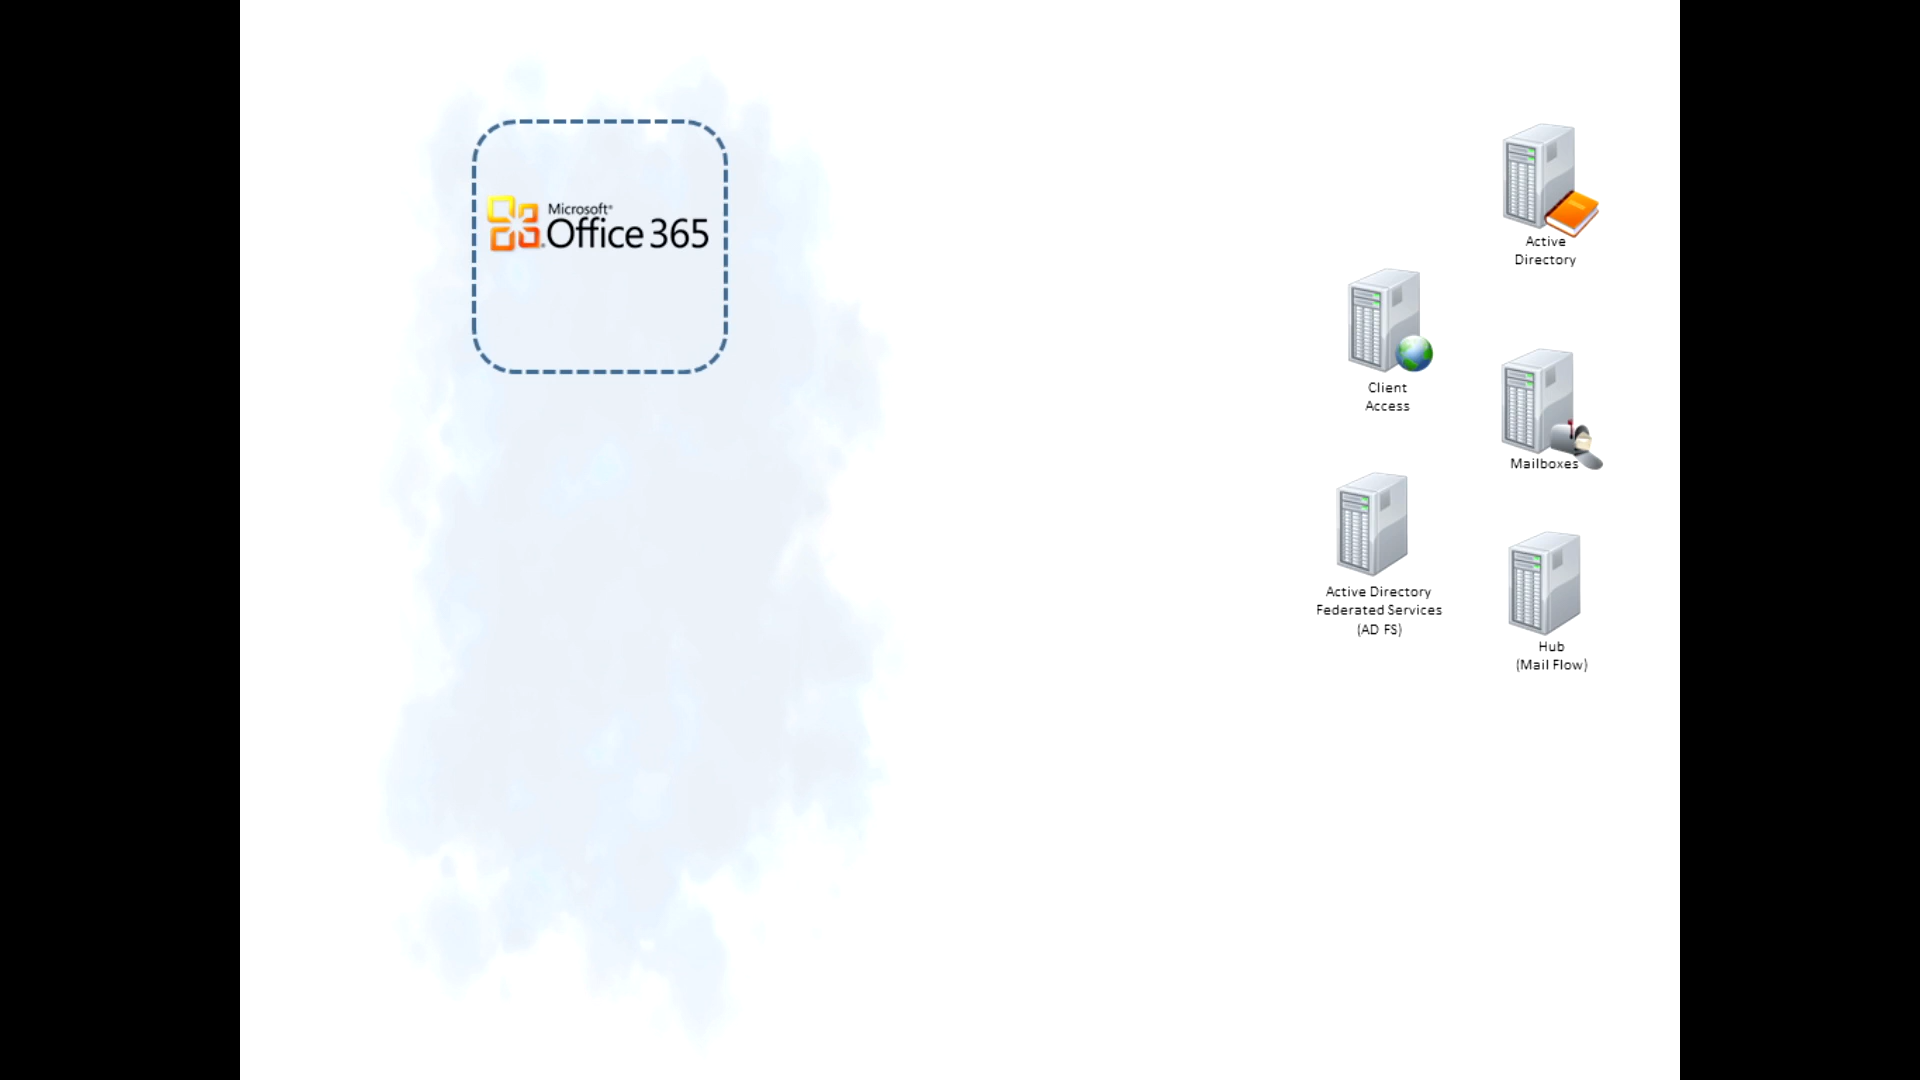 Microsoft®
Office 365
Active
Directory
Client
Access
Mailboxes
Active Directory
Federated Services
(AD FS)
Hub
(Mail Flow)